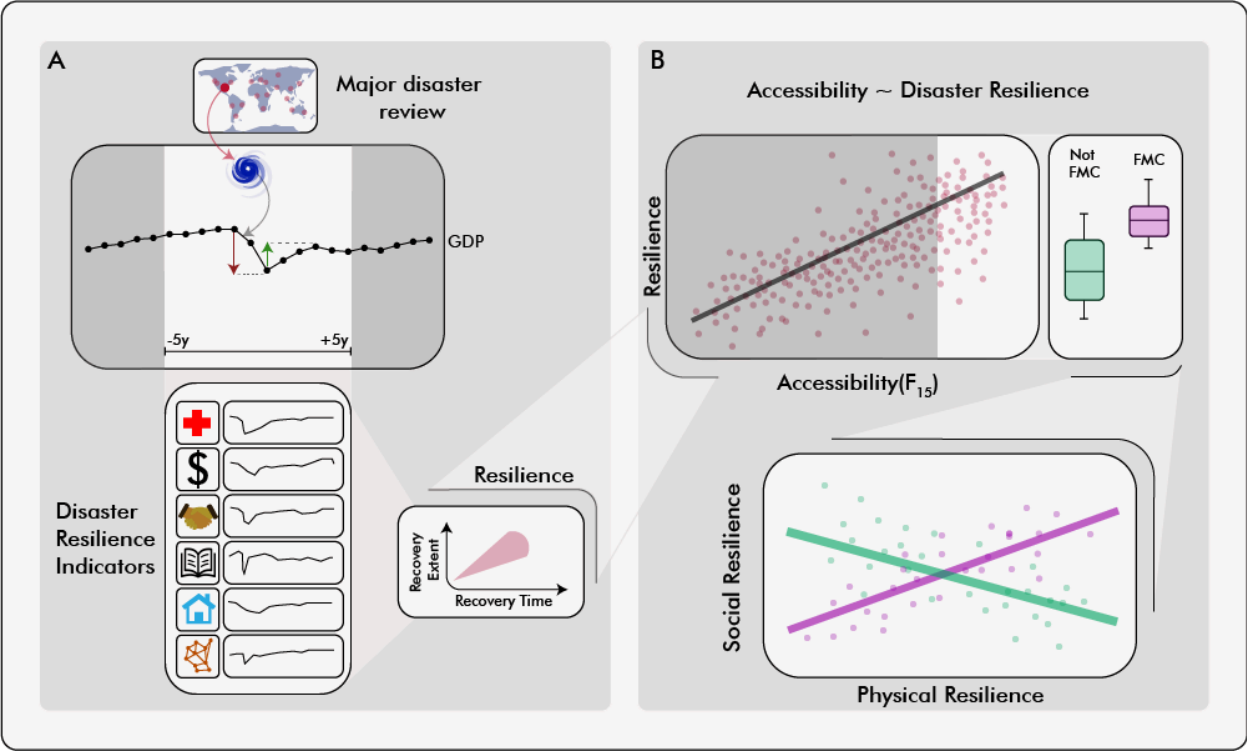 A
Major disaster
review
GDP
-5y
+5y
$
Disaster
Resilience
Indicators
Resilience
Recovery
Extent
Recovery Time
B
Accessibility ~ Disaster Resilience
Resilience
Not
FMC
FMC
Accessibility(F15)
Social Resilience
Physical Resilience